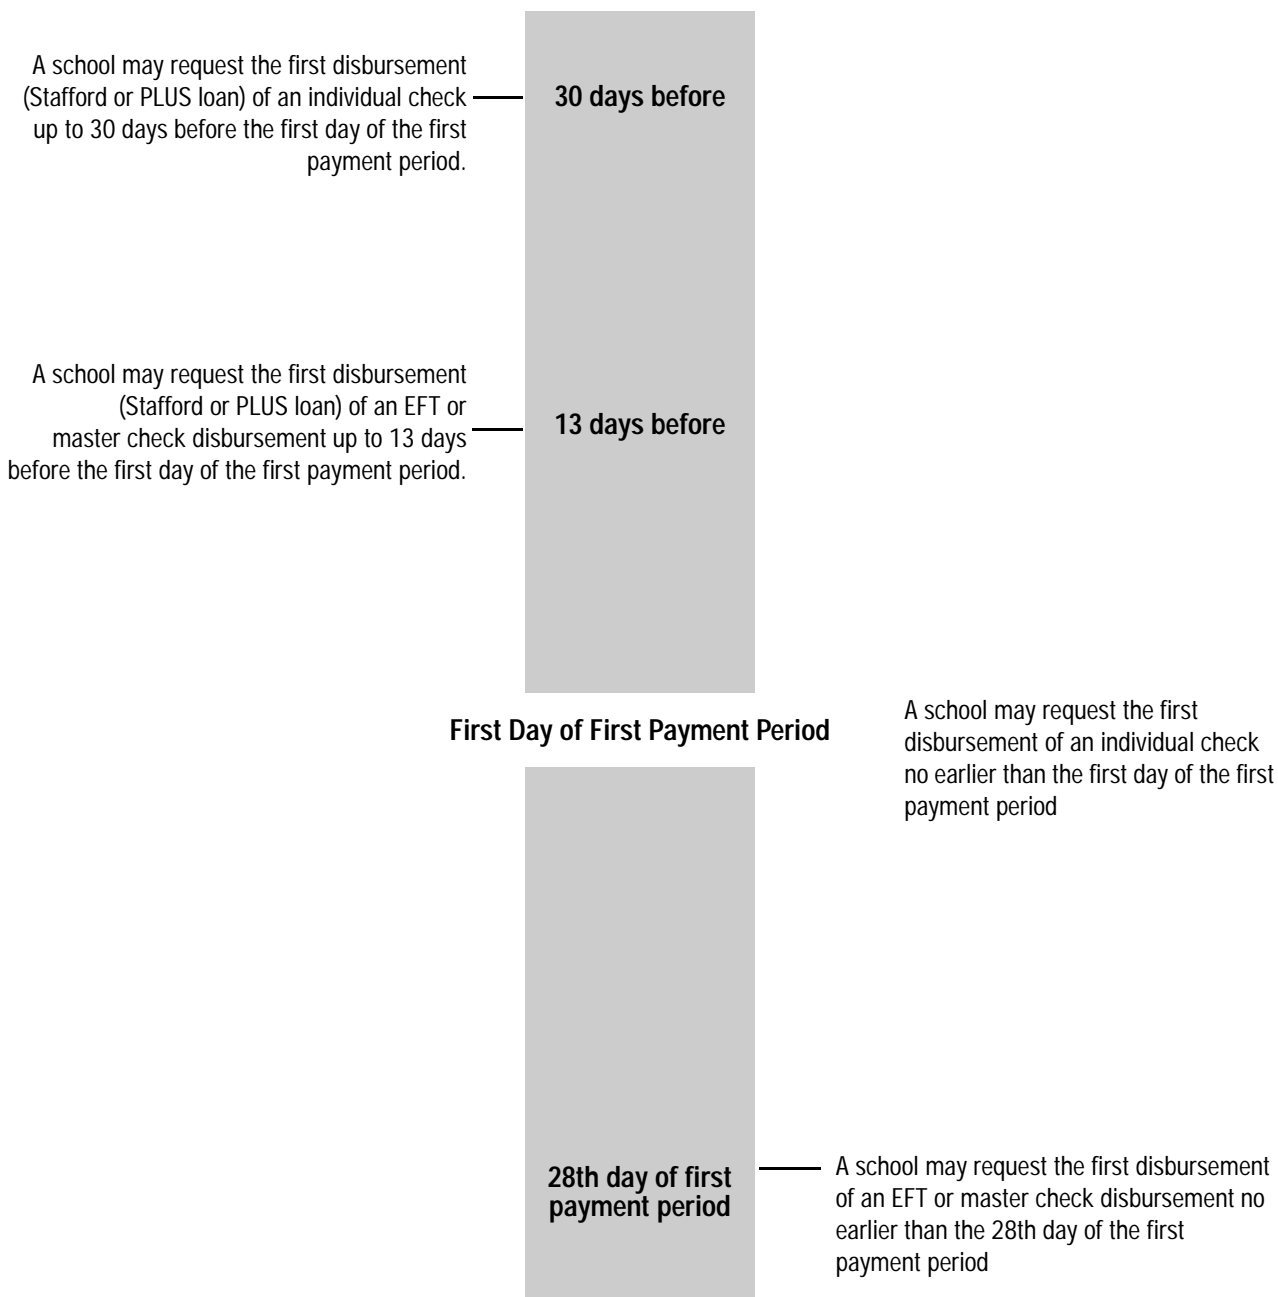 A school may request the first disbursement
(Stafford or PLUS loan) of an individual check
up to 30 days before the first day of the first
payment period.
30 days before
A school may request the first disbursement
(Stafford or PLUS loan) of an EFT or
master check disbursement up to 13 days
before the first day of the first payment period.
13 days before
First Day of First Payment Period
A school may request the first
disbursement of an individual check
no earlier than the first day of the first
payment period
28th day of first
payment period
A school may request the first disbursement
of an EFT or master check disbursement no
earlier than the 28th day of the first
payment period